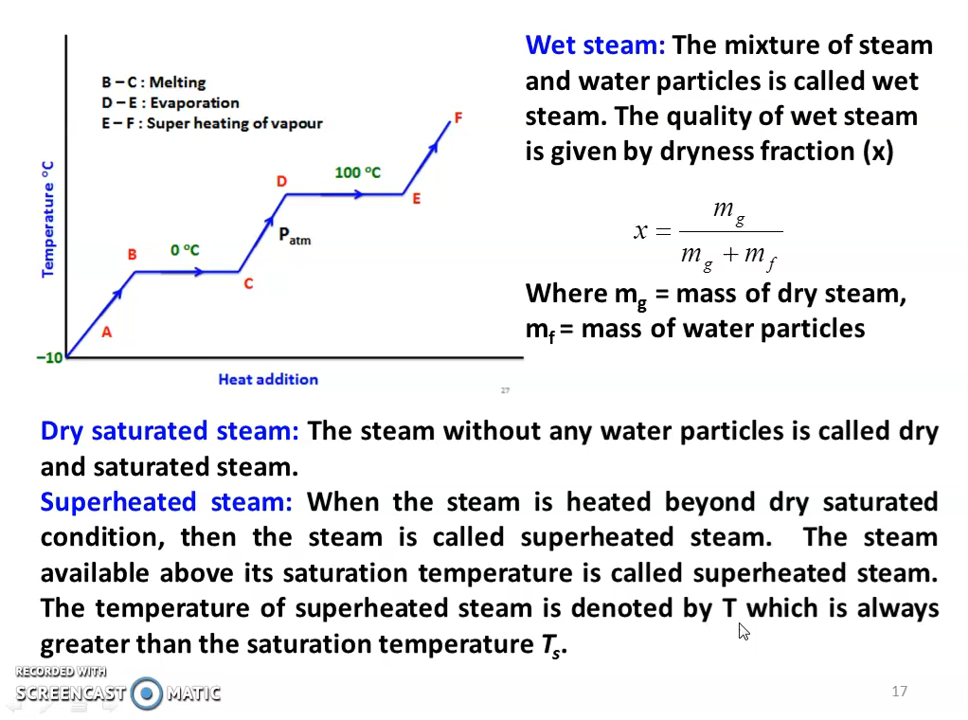 B – C : Melting
D – E : Evaporation
E – F : Super heating of vapour
F
Temperature °C
D
100 °C
E
P atm
B
0 °C
C
A
–10
Heat addition
27
Wet steam: The mixture of steam
and water particles is called wet
steam. The quality of wet steam
is given by dryness fraction (x)
x = m_g / (m_g + m_f)
Where m_g = mass of dry steam,
m_f = mass of water particles
Dry saturated steam: The steam without any water particles is called dry
and saturated steam.
Superheated steam: When the steam is heated beyond dry saturated
condition, then the steam is called superheated steam. The steam
available above its saturation temperature is called superheated steam.
The temperature of superheated steam is denoted by T which is always
greater than the saturation temperature T_s.
RECORDED WITH
SCREENCAST MATIC
17